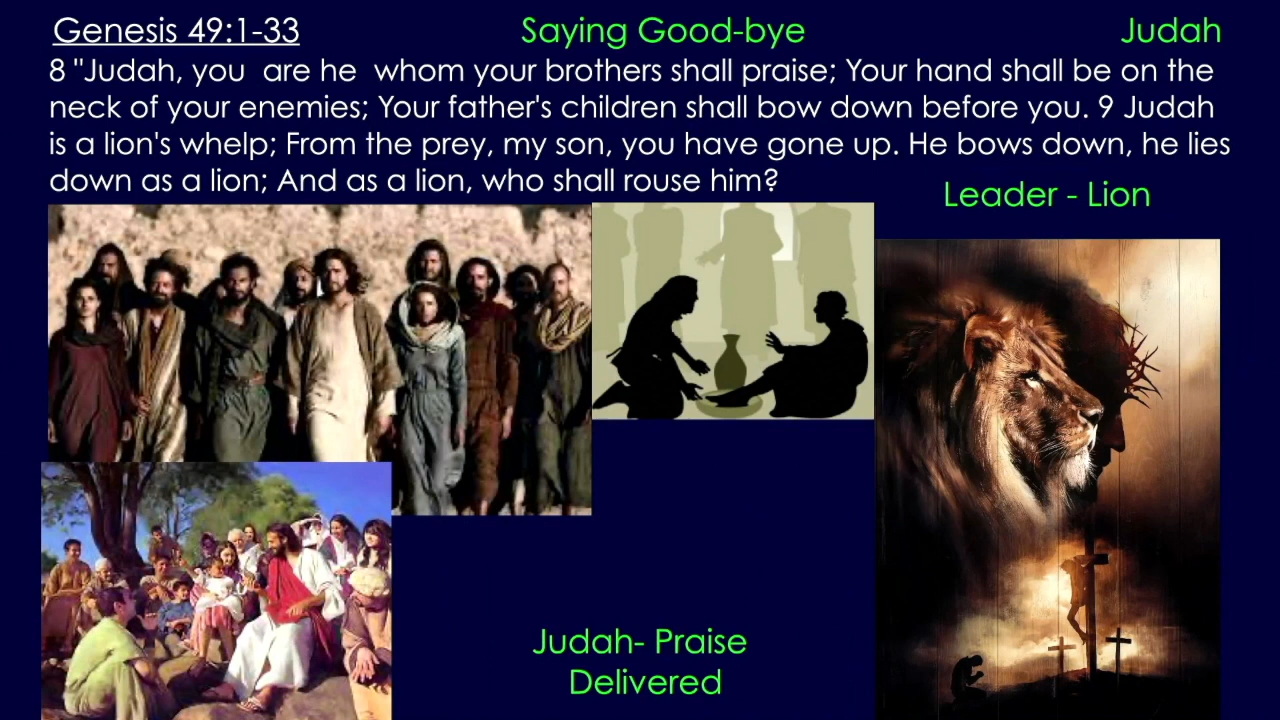 Genesis 49:1-33 Saying Good-bye Judah
8 "Judah, you are he whom your brothers shall praise; Your hand shall be on the
neck of your enemies; Your father's children shall bow down before you. 9 Judah
is a lion's whelp; From the prey, my son, you have gone up. He bows down, he lies
down as a lion; And as a lion, who shall rouse him?
Leader - Lion
Judah- Praise
Delivered